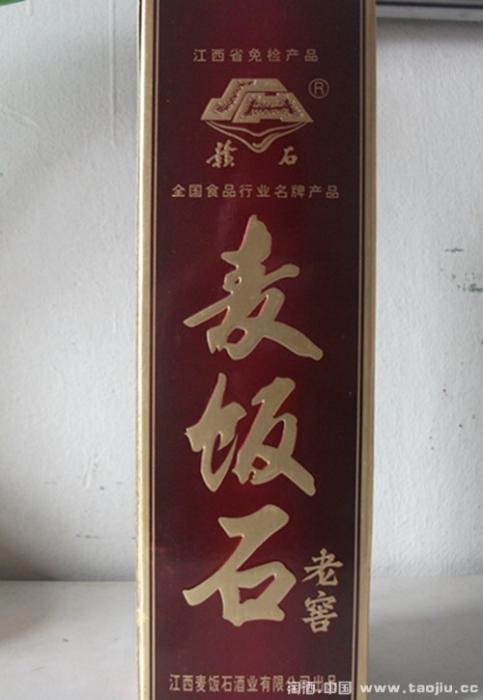 江西省免检产品
®
赣石
全国食品行业名牌产品
麦饭石
老窖
江西麦饭石酒业有限公司出品
淘酒.中国 www.taojiu.cc